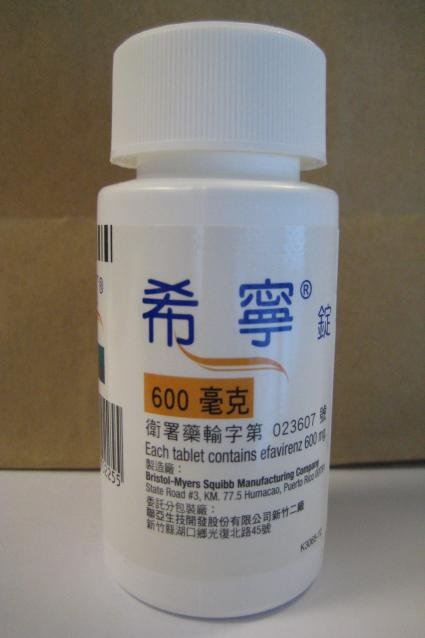 希寧® 錠
600 毫克
衛署藥輸字第 023607 號
Each tablet contains efavirenz 600 mg.
製造廠：
Bristol-Myers Squibb Manufacturing Company
State Road #3, KM. 77.5 Humacao, Puerto Rico 00791
委託分包裝廠：
聯亞生技開發股份有限公司新竹二廠
新竹縣湖口鄉光復北路45號